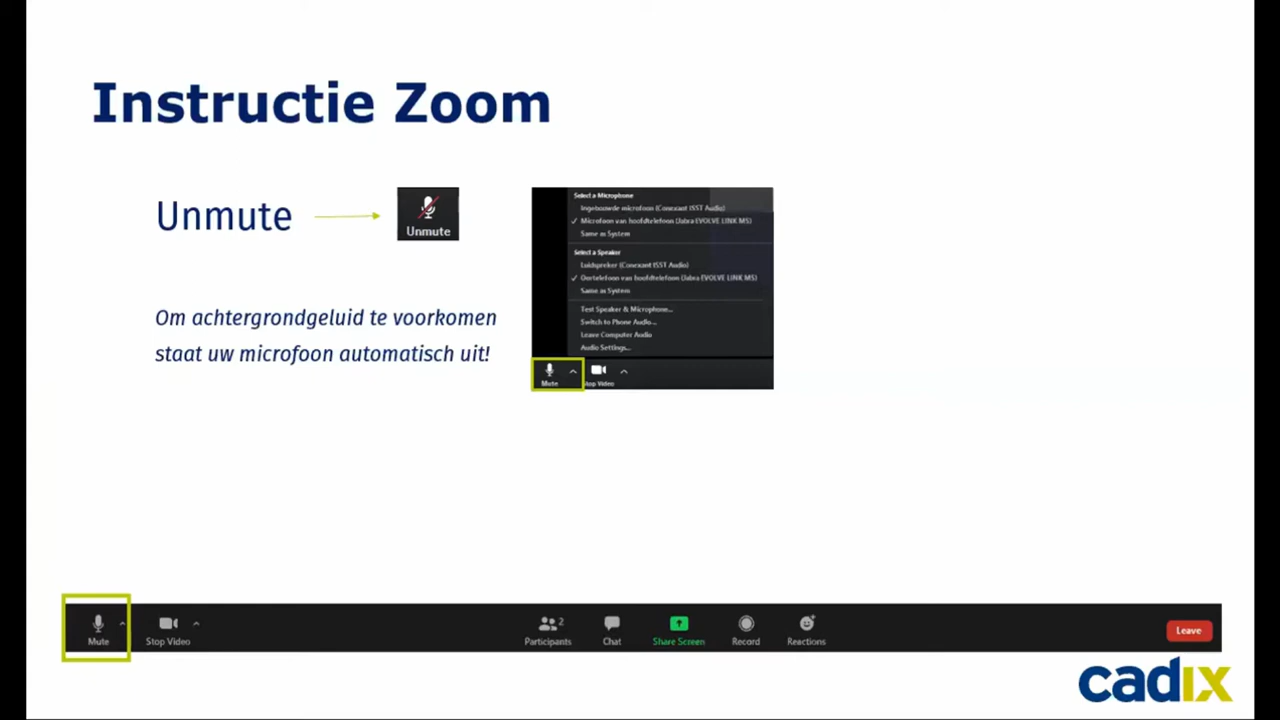 Instructie Zoom
Unmute
Unmute
Om achtergrondgeluid te voorkomen
staat uw microfoon automatisch uit!
Select a Microphone
Ingebouwde microfoon (Conexant ISST Audio)
Microfoon van hoofdtelefoon (Jabra EVOLVE LINK MS)
Same as System
Select a Speaker
Luidspreker (Conexant ISST Audio)
Oortelefoon van hoofdtelefoon (Jabra EVOLVE LINK MS)
Same as System
Test Speaker & Microphone...
Switch to Phone Audio...
Leave Computer Audio
Audio Settings...
Mute
top Video
Mute
Stop Video
2
Participants
Chat
Share Screen
Record
Reactions
Leave
cadix